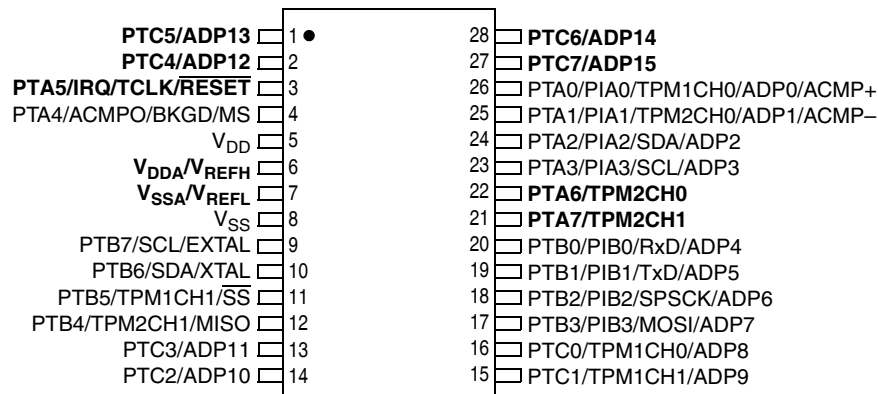 PTC5/ADP13 1 28 PTC6/ADP14
PTC4/ADP12 2 27 PTC7/ADP15
PTA5/IRQ/TCLK/RESET 3 26 PTA0/PIA0/TPM1CH0/ADP0/ACMP+
PTA4/ACMPO/BKGD/MS 4 25 PTA1/PIA1/TPM2CH0/ADP1/ACMP–
VDD 5 24 PTA2/PIA2/SDA/ADP2
VDDA/VREFH 6 23 PTA3/PIA3/SCL/ADP3
VSSA/VREFL 7 22 PTA6/TPM2CH0
VSS 8 21 PTA7/TPM2CH1
PTB7/SCL/EXTAL 9 20 PTB0/PIB0/RxD/ADP4
PTB6/SDA/XTAL 10 19 PTB1/PIB1/TxD/ADP5
PTB5/TPM1CH1/SS 11 18 PTB2/PIB2/SPSCK/ADP6
PTB4/TPM2CH1/MISO 12 17 PTB3/PIB3/MOSI/ADP7
PTC3/ADP11 13 16 PTC0/TPM1CH0/ADP8
PTC2/ADP10 14 15 PTC1/TPM1CH1/ADP9